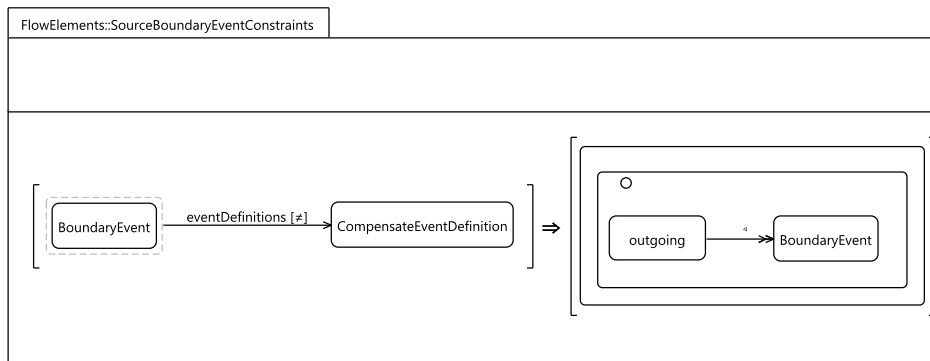 FlowElements::SourceBoundaryEventConstraints
BoundaryEvent
eventDefinitions [≠]
CompensateEventDefinition
⇒
outgoing
BoundaryEvent